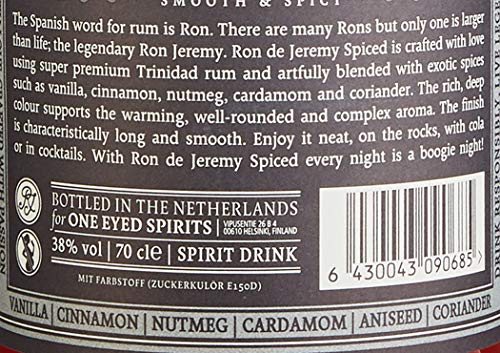 SMOOTH & SPICY
The Spanish word for rum is Ron. There are many Rons but only one is larger
than life; the legendary Ron Jeremy. Ron de Jeremy Spiced is crafted with love
using super premium Trinidad rum and artfully blended with exotic spices
such as vanilla, cinnamon, nutmeg, cardamom and coriander. The rich, deep
colour supports the warming, well-rounded and complex aroma. The finish
is characteristically long and smooth. Enjoy it neat, on the rocks, with cola
or in cocktails. With Ron de Jeremy Spiced every night is a boogie night!
BOTTLED IN THE NETHERLANDS
for ONE EYED SPIRITS | VIPUSENTIE 26 B 4
00610 HELSINKI, FINLAND
38% vol | 70 cle | SPIRIT DRINK
MIT FARBSTOFF (ZUCKERKULÖR E150D)
6 430043 090685 >
VANILLA | CINNAMON | NUTMEG | CARDAMOM | ANISEED | CORIANDER